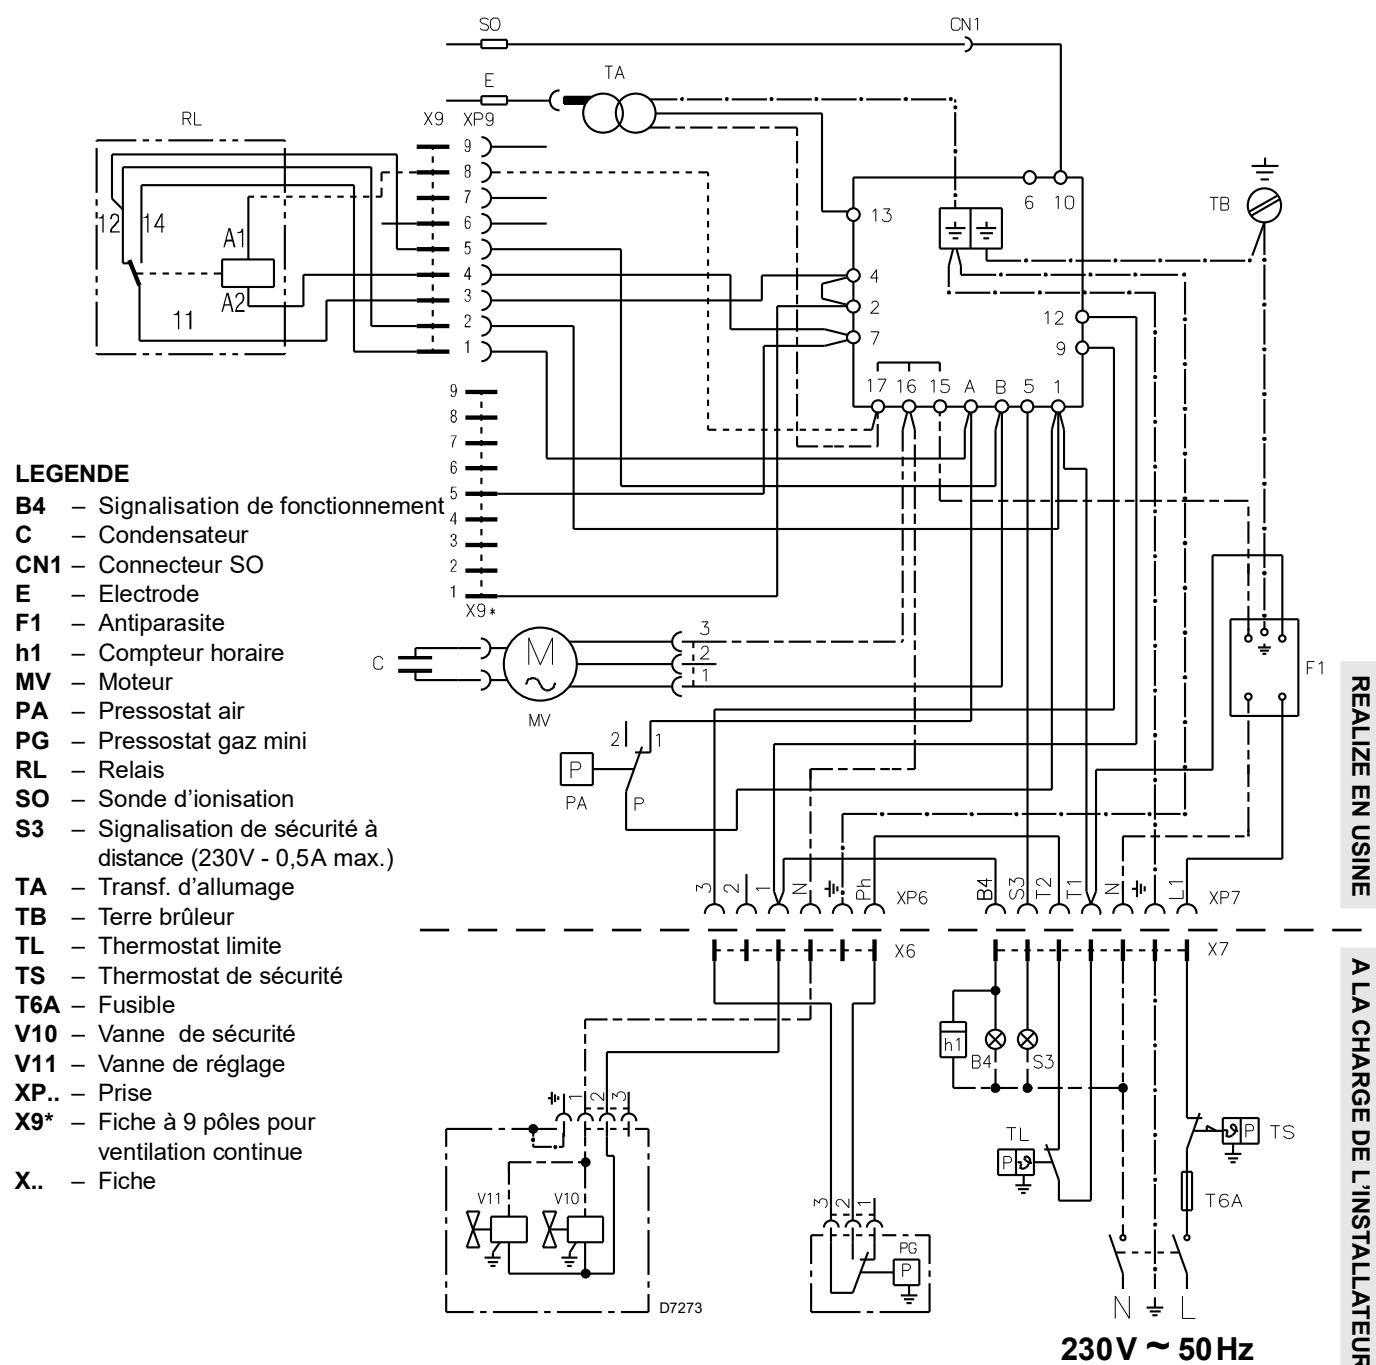 SO
CN1
E
TA
X9
XP9
RL
9
8
7
6
5
4
3
2
1
12
14
A1
A2
11
6
10
TB
13
4
2
7
12
9
17
16
15
A
B
5
1
9
8
7
6
5
4
3
2
1
X9*
LEGENDE
B4 – Signalisation de fonctionnement
C – Condensateur
CN1 – Connecteur SO
E – Electrode
F1 – Antiparasite
h1 – Compteur horaire
MV – Moteur
PA – Pressostat air
PG – Pressostat gaz mini
RL – Relais
SO – Sonde d'ionisation
S3 – Signalisation de sécurité à
distance (230V - 0,5A max.)
TA – Transf. d'allumage
TB – Terre brûleur
TL – Thermostat limite
TS – Thermostat de sécurité
T6A – Fusible
V10 – Vanne de sécurité
V11 – Vanne de réglage
XP.. – Prise
X9* – Fiche à 9 pôles pour
ventilation continue
X.. – Fiche
C
M
~
MV
3
2
1
F1
2
1
P
PA
P
3
2
1
N
Ph
XP6
B4
S3
T2
T1
N
L1
XP7
X6
X7
h1
B4
S3
1
2
3
V11
V10
D7273
3
2
1
PG
P
TL
P
P
TS
T6A
N
L
230V ~ 50Hz
REALIZE EN USINE
A LA CHARGE DE L'INSTALLATEUR